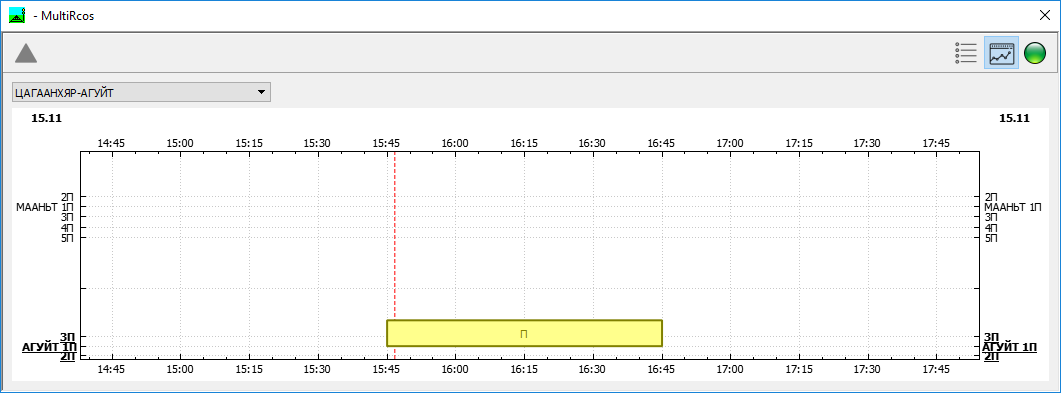 - MultiRcos
ЦАГААНХЯР-АГУЙТ
15.11 15.11
14:45 15:00 15:15 15:30 15:45 16:00 16:15 16:30 16:45 17:00 17:15 17:30 17:45
2П 2П
МААНЬТ 1П МААНЬТ 1П
3П 3П
4П 4П
5П 5П
П
3П 3П
АГУЙТ 1П АГУЙТ 1П
2П 2П
14:45 15:00 15:15 15:30 15:45 16:00 16:15 16:30 16:45 17:00 17:15 17:30 17:45